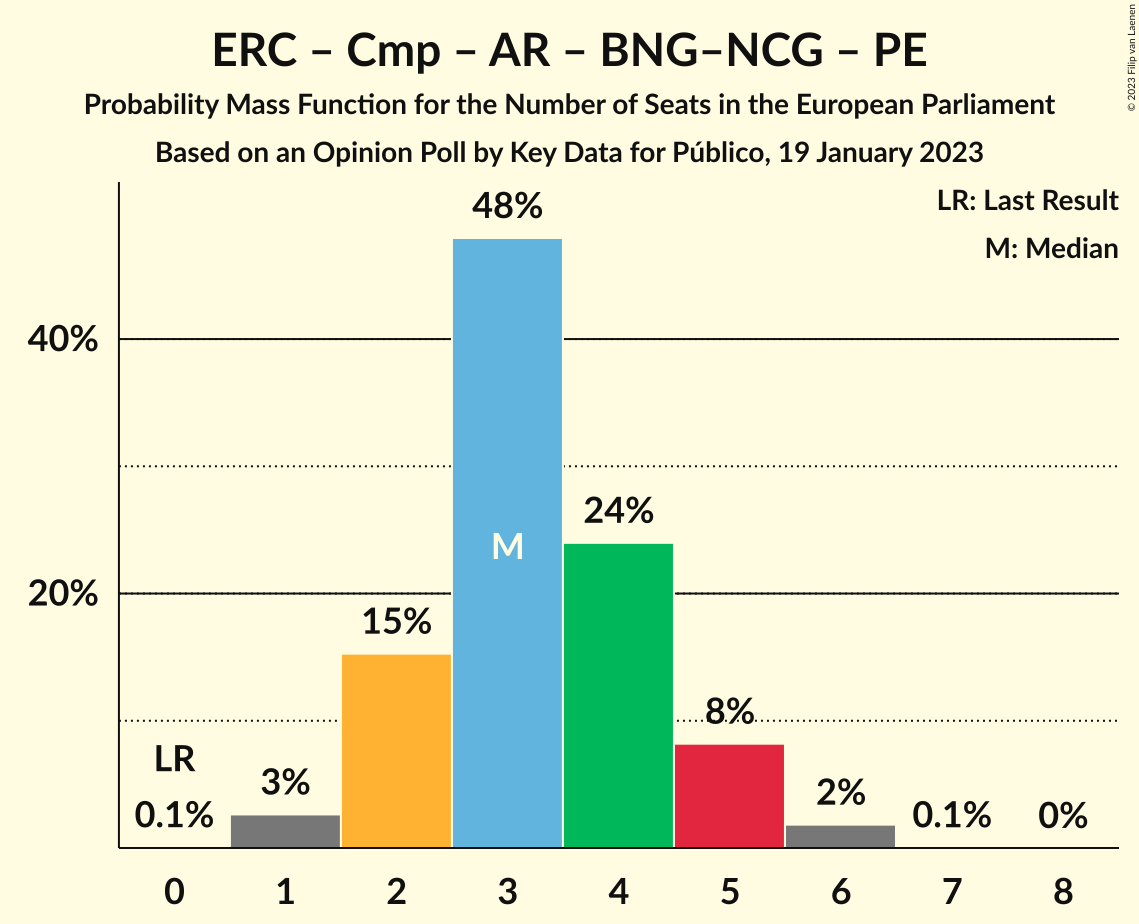 ERC – Cmp – AR – BNG–NCG – PE
Probability Mass Function for the Number of Seats in the European Parliament
Based on an Opinion Poll by Key Data for Público, 19 January 2023
© 2023 Filip van Laenen
LR: Last Result
M: Median
48%
40%
24%
M
20%
15%
8%
LR
3%
2%
0.1%
0.1%
0%
0 1 2 3 4 5 6 7 8